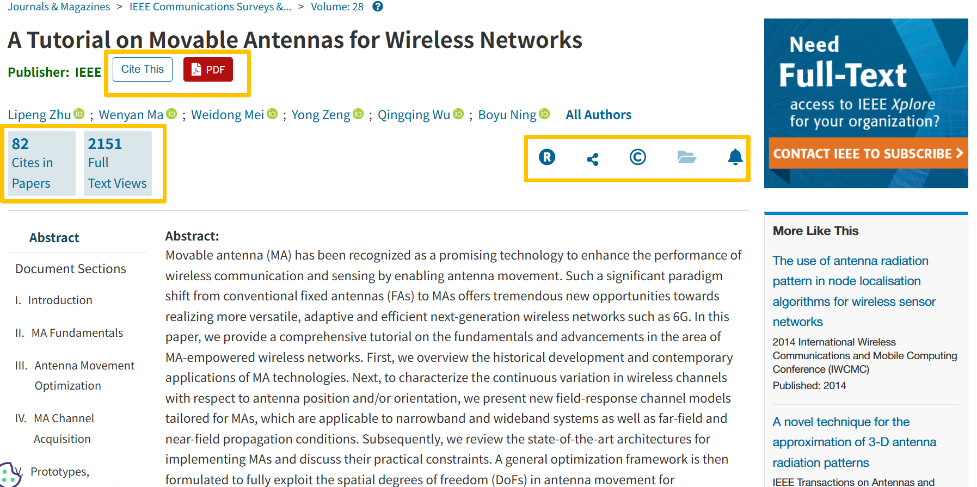 Journals & Magazines > IEEE Communications Surveys &... > Volume: 28 ?
A Tutorial on Movable Antennas for Wireless Networks
Publisher: IEEE Cite This PDF
Lipeng Zhu iD ; Wenyan Ma iD ; Weidong Mei iD ; Yong Zeng iD ; Qingqing Wu iD ; Boyu Ning iD All Authors
82
Cites in
Papers
2151
Full
Text Views
R ©
Abstract
Document Sections
I. Introduction
II. MA Fundamentals
III. Antenna Movement
Optimization
IV. MA Channel
Acquisition
V. Prototypes,
Abstract:
Movable antenna (MA) has been recognized as a promising technology to enhance the performance of
wireless communication and sensing by enabling antenna movement. Such a significant paradigm
shift from conventional fixed antennas (FAs) to MAs offers tremendous new opportunities towards
realizing more versatile, adaptive and efficient next-generation wireless networks such as 6G. In this
paper, we provide a comprehensive tutorial on the fundamentals and advancements in the area of
MA-empowered wireless networks. First, we overview the historical development and contemporary
applications of MA technologies. Next, to characterize the continuous variation in wireless channels
with respect to antenna position and/or orientation, we present new field-response channel models
tailored for MAs, which are applicable to narrowband and wideband systems as well as far-field and
near-field propagation conditions. Subsequently, we review the state-of-the-art architectures for
implementing MAs and discuss their practical constraints. A general optimization framework is then
formulated to fully exploit the spatial degrees of freedom (DoFs) in antenna movement for
Need
Full-Text
access to IEEE Xplore
for your organization?
CONTACT IEEE TO SUBSCRIBE >
More Like This
The use of antenna radiation
pattern in node localisation
algorithms for wireless sensor
networks
2014 International Wireless
Communications and Mobile Computing
Conference (IWCMC)
Published: 2014
A novel technique for the
approximation of 3-D antenna
radiation patterns
IEEE Transactions on Antennas and